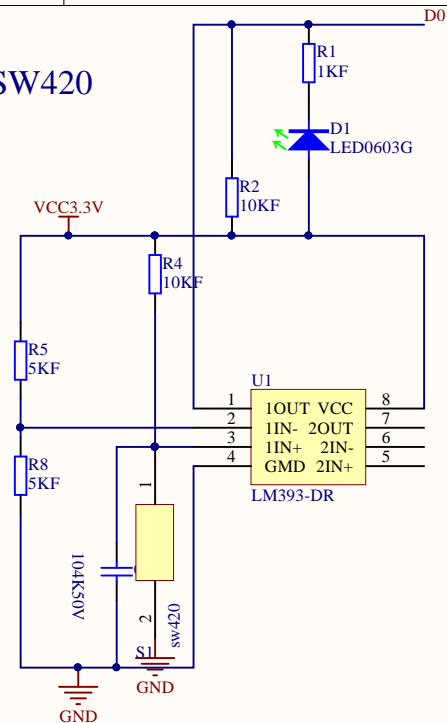 D0
R1
1KF
SW420
D1
LED0603G
R2
10KF
VCC3.3V
R4
10KF
R5
5KF
U1
1 1OUT VCC 8
2 1IN- 2OUT 7
3 1IN+ 2IN- 6
4 GMD 2IN+ 5
LM393-DR
R8
5KF
1
104K50V
2
sw420
S1
GND
GND